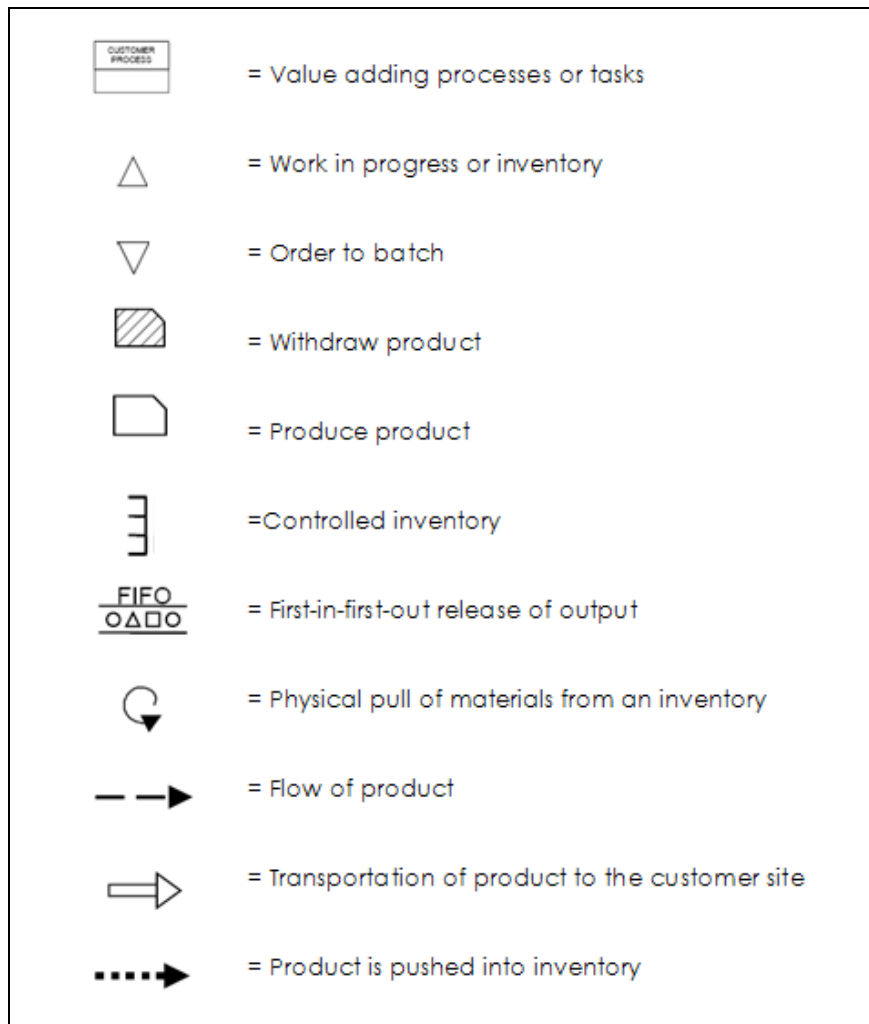 CUSTOMER
PROCESS
= Value adding processes or tasks
= Work in progress or inventory
= Order to batch
= Withdraw product
= Produce product
=Controlled inventory
FIFO
= First-in-first-out release of output
= Physical pull of materials from an inventory
= Flow of product
= Transportation of product to the customer site
= Product is pushed into inventory